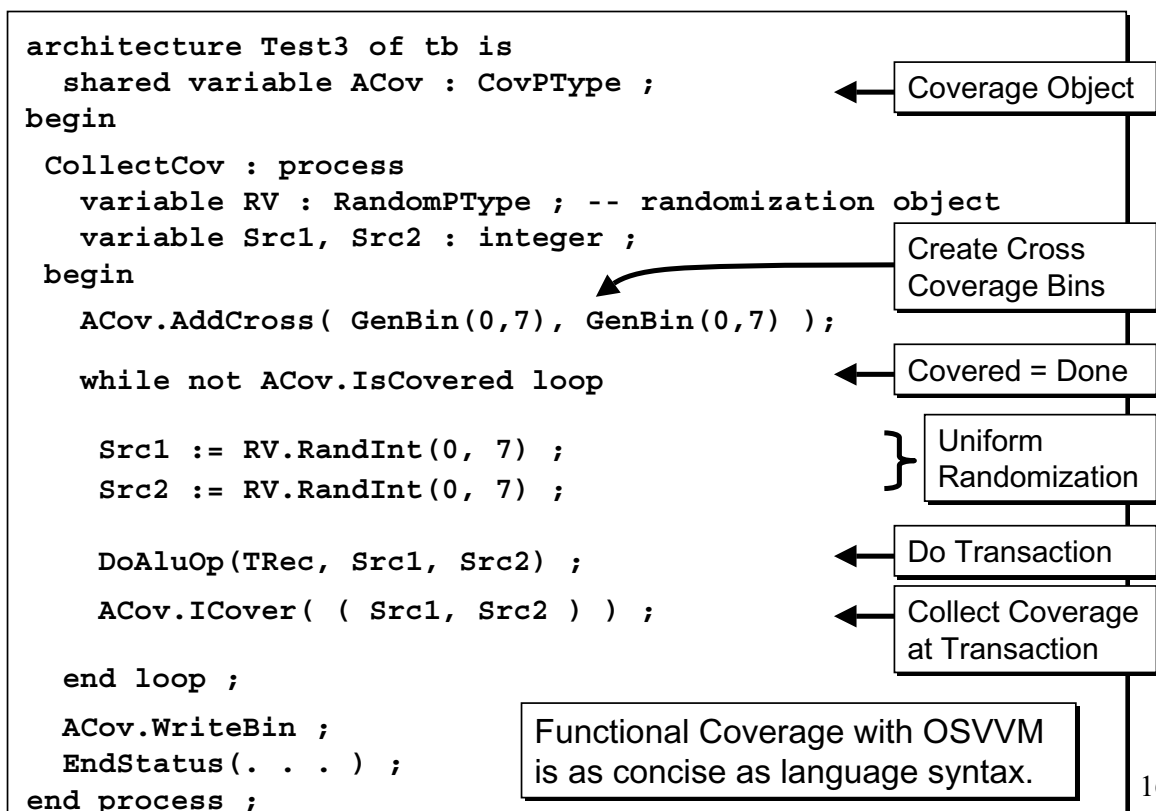 architecture Test3 of tb is
shared variable ACov : CovPType ;
Coverage Object
begin
CollectCov : process
variable RV : RandomPType ; -- randomization object
variable Src1, Src2 : integer ;
begin
Create Cross
Coverage Bins
ACov.AddCross( GenBin(0,7), GenBin(0,7) );
while not ACov.IsCovered loop
Covered = Done
Src1 := RV.RandInt(0, 7) ;
Src2 := RV.RandInt(0, 7) ;
Uniform
Randomization
DoAluOp(TRec, Src1, Src2) ;
Do Transaction
ACov.ICover( ( Src1, Src2 ) ) ;
Collect Coverage
at Transaction
end loop ;
ACov.WriteBin ;
EndStatus(. . . ) ;
end process ;
Functional Coverage with OSVVM
is as concise as language syntax.